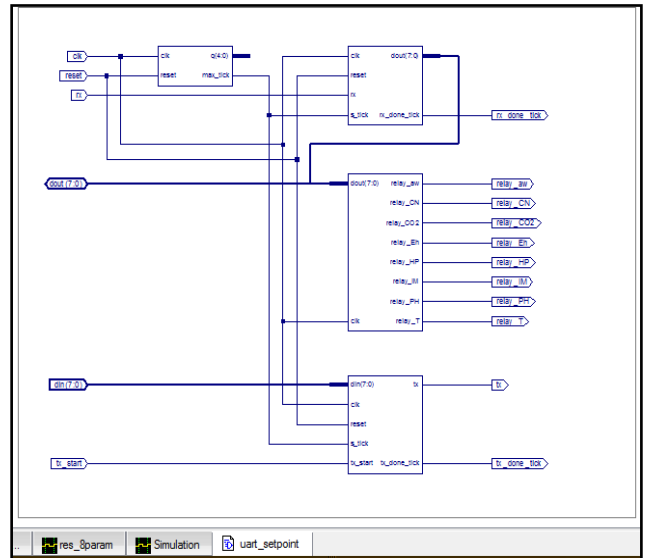 clk
clk q(4:0)
reset
reset max_tick
rx
clk dout(7:0)
reset
rx
s_tick rx_done_tick
rx_done_tick
dout(7:0)
dout(7:0) relay_aw
relay_aw
relay_CN
relay_CN
relay_CO2
relay_CO2
relay_Eh
relay_Eh
relay_HP
relay_HP
relay_IM
relay_IM
relay_PH
relay_PH
clk relay_T
relay_T
din(7:0)
din(7:0) tx
tx
clk
reset
s_tick
tx_start
tx_start tx_done_tick
tx_done_tick
.. res_8param Simulation uart_setpoint